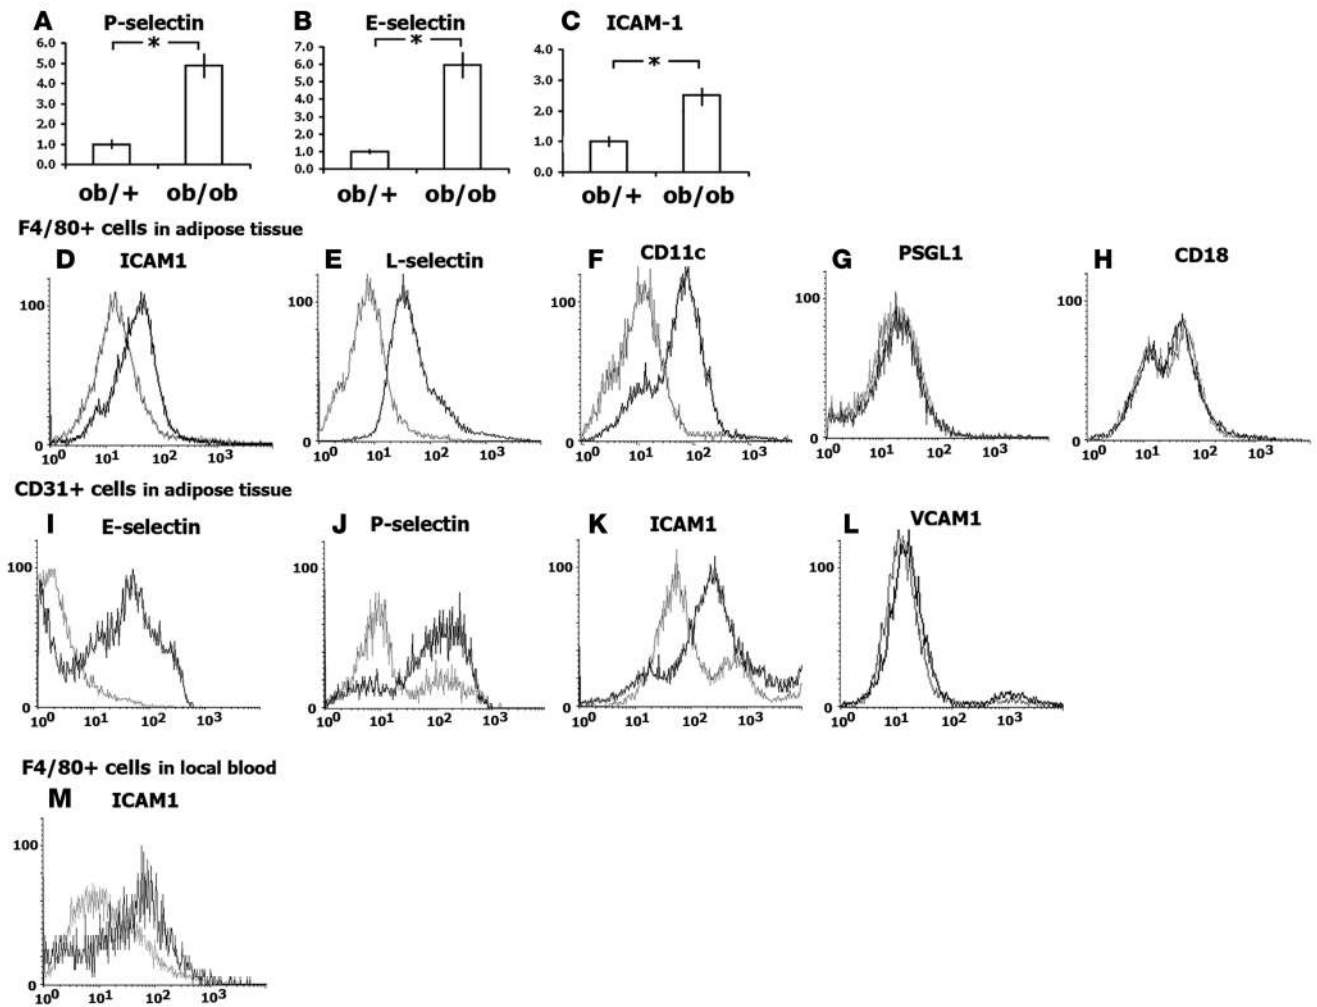 A P-selectin
6.0
5.0
4.0
3.0
2.0
1.0
0.0
*
ob/+ ob/ob
B E-selectin
7.0
6.0
5.0
4.0
3.0
2.0
1.0
0.0
*
ob/+ ob/ob
C ICAM-1
4.0
3.0
2.0
1.0
0.0
*
ob/+ ob/ob
F4/80+ cells in adipose tissue
D ICAM1
100
0
10⁰ 10¹ 10² 10³
E L-selectin
100
0
10⁰ 10¹ 10² 10³
F CD11c
100
0
10⁰ 10¹ 10² 10³
G PSGL1
100
0
10⁰ 10¹ 10² 10³
H CD18
100
0
10⁰ 10¹ 10² 10³
CD31+ cells in adipose tissue
I E-selectin
100
0
10⁰ 10¹ 10² 10³
J P-selectin
100
0
10⁰ 10¹ 10² 10³
K ICAM1
100
0
10⁰ 10¹ 10² 10³
L VCAM1
100
0
10⁰ 10¹ 10² 10³
F4/80+ cells in local blood
M ICAM1
100
0
10⁰ 10¹ 10² 10³